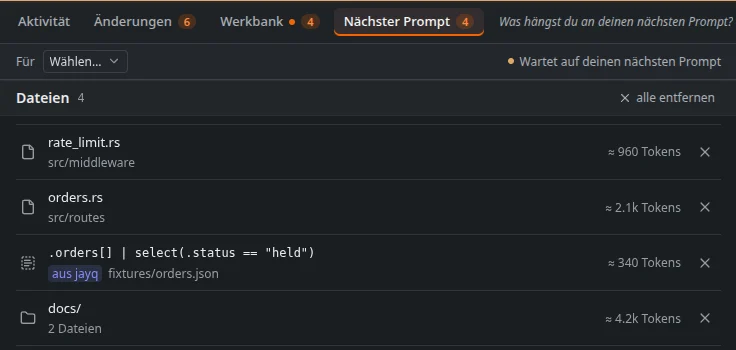 Aktivität Änderungen 6 Werkbank 4 Nächster Prompt 4 Was hängst du an deinen nächsten Prompt?
Für Wählen... Wartet auf deinen nächsten Prompt
Dateien 4 alle entfernen
rate_limit.rs
src/middleware
≈ 960 Tokens
orders.rs
src/routes
≈ 2.1k Tokens
.orders[] | select(.status == "held")
aus jayq fixtures/orders.json
≈ 340 Tokens
docs/
2 Dateien
≈ 4.2k Tokens